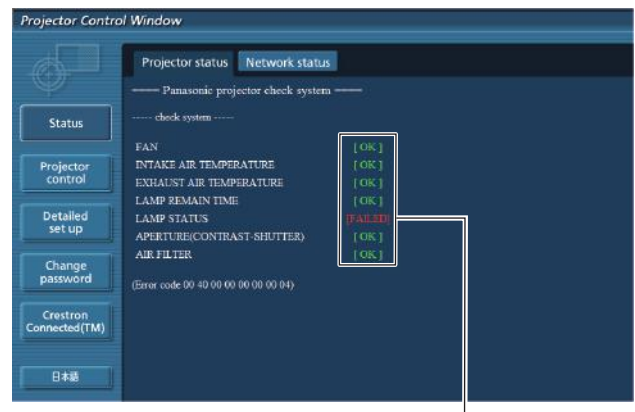 Projector Control Window
Projector status
Network status
---- Panasonic projector check system ----
----- check system -----
Status
FAN [ OK ]
INTAKE AIR TEMPERATURE [ OK ]
Projector control
EXHAUST AIR TEMPERATURE [ OK ]
LAMP REMAIN TIME [ OK ]
Detailed set up
LAMP STATUS [FAILED]
APERTURE(CONTRAST-SHUTTER) [ OK ]
AIR FILTER [ OK ]
Change password
(Error code 00 40 00 00 00 00 00 04)
Crestron Connected(TM)
日本語